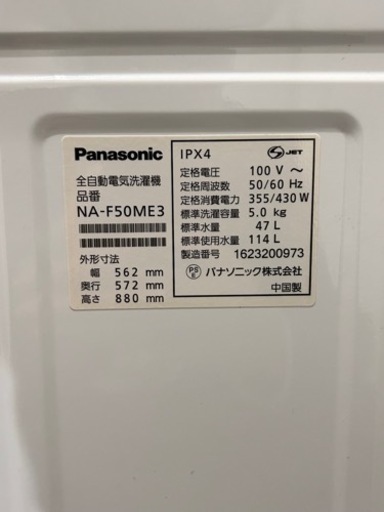 Panasonic
全自動電気洗濯機
品番
NA-F50ME3
外形寸法
幅 562 mm
奥行 572 mm
高さ 880 mm
IPX4
JET
定格電圧 100 V ～
定格周波数 50/60 Hz
定格消費電力 355/430 W
標準洗濯容量 5.0 kg
標準水量 47 L
標準使用水量 114 L
製造番号 1623200973
PS E パナソニック株式会社
中国製